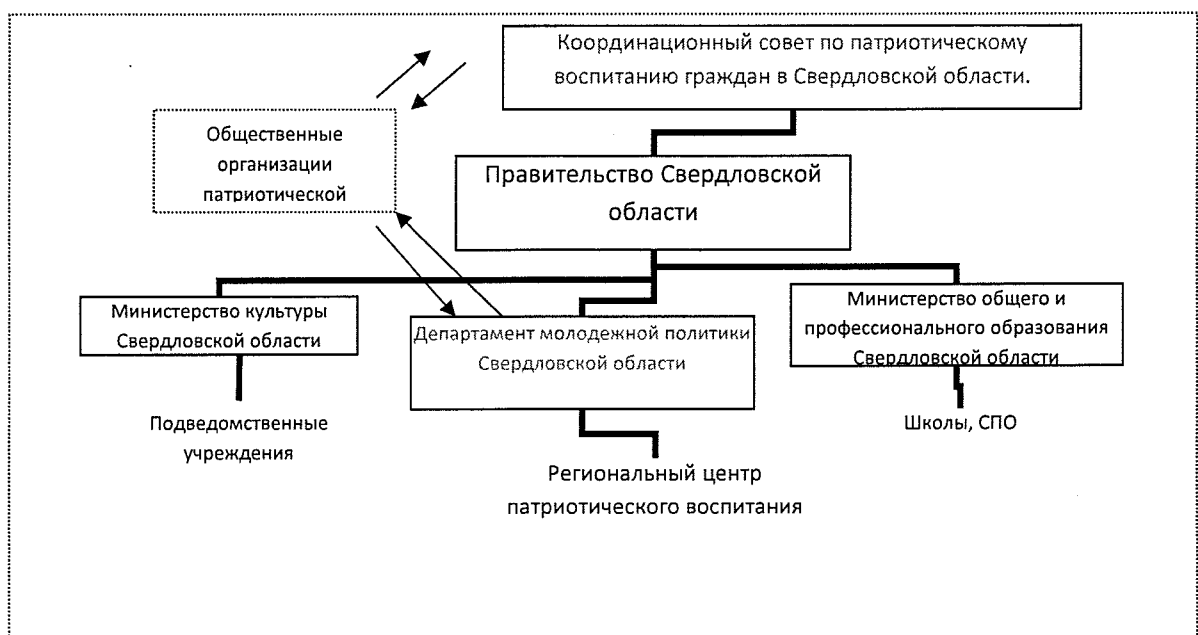 Координационный совет по патриотическому
воспитанию граждан в Свердловской области.
Общественные
организации
патриотической
Правительство Свердловской
области
Министерство культуры
Свердловской области
Департамент молодежной политики
Свердловской области
Министерство общего и
профессионального образования
Свердловской области
Подведомственные
учреждения
Региональный центр
патриотического воспитания
Школы, СПО